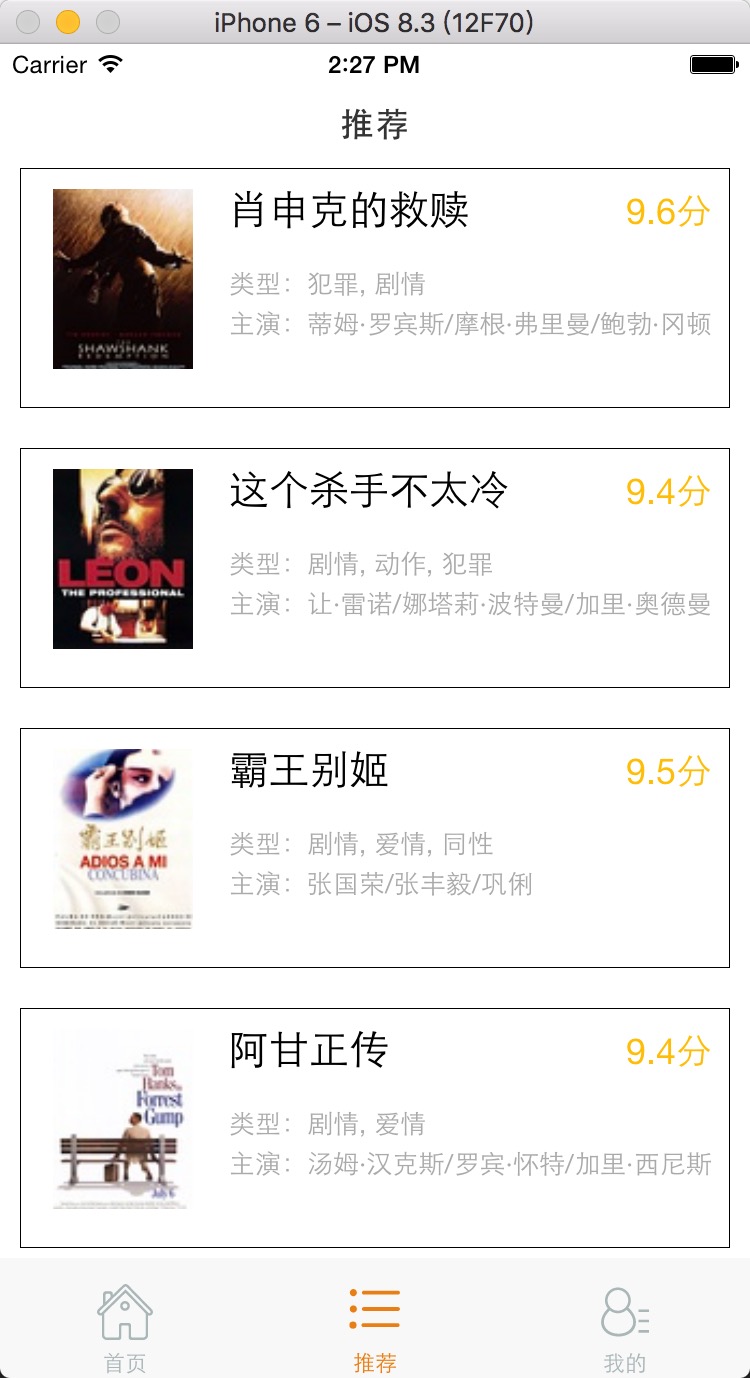 iPhone 6 – iOS 8.3 (12F70)
Carrier 2:27 PM
推荐
SHAWSHANK
REDEMPTION
肖申克的救赎 9.6分
类型：犯罪, 剧情
主演：蒂姆·罗宾斯/摩根·弗里曼/鲍勃·冈顿
LEON
THE PROFESSIONAL
这个杀手不太冷 9.4分
类型：剧情, 动作, 犯罪
主演：让·雷诺/娜塔莉·波特曼/加里·奥德曼
霸王别姬
ADIOS A MI
CONCUBINA
霸王别姬 9.5分
类型：剧情, 爱情, 同性
主演：张国荣/张丰毅/巩俐
Tom
Hanks
Forrest
Gump
July 6
阿甘正传 9.4分
类型：剧情, 爱情
主演：汤姆·汉克斯/罗宾·怀特/加里·西尼斯
首页 推荐 我的